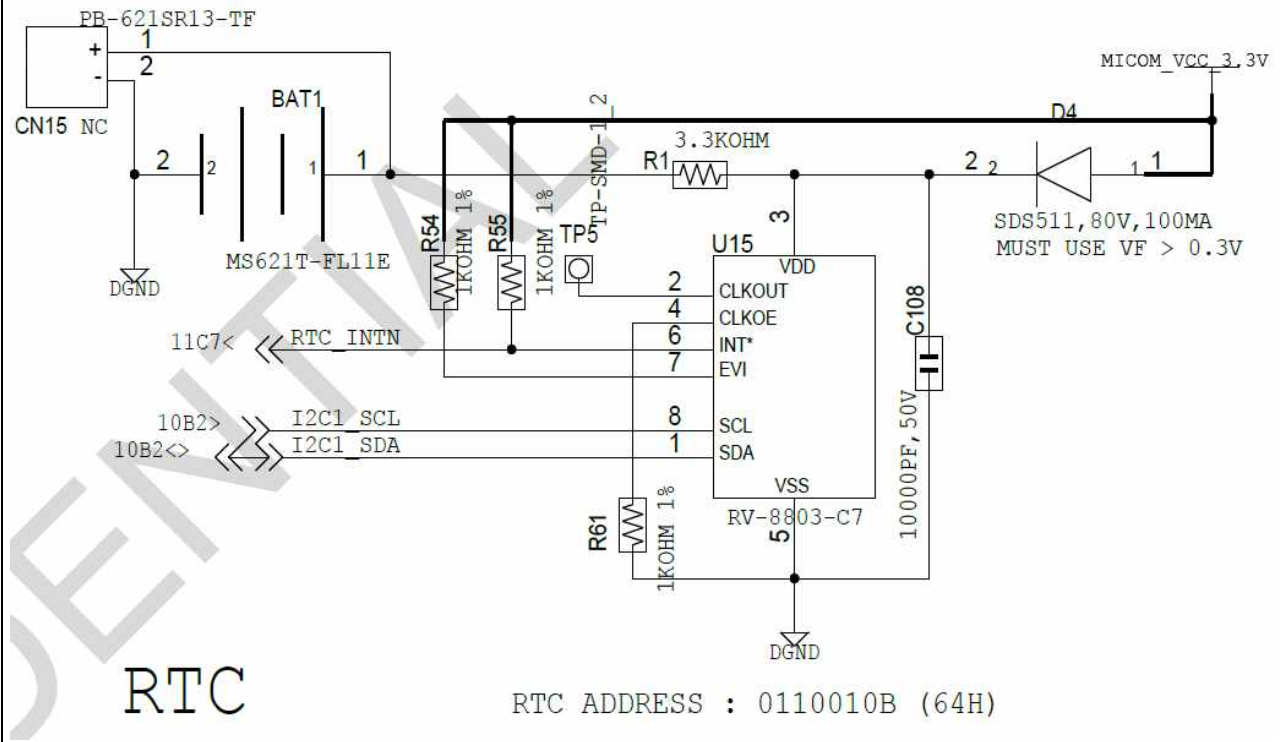 PB-621SR13-TF
1
+
2
-
CN15 NC
MICOM_VCC_3.3V
BAT1
D4
TP-SMD-1_2
3.3KOHM
R1
2
2
1
1
2
2
1
1
3
SDS511,80V,100MA
MUST USE VF > 0.3V
MS621T-FL11E
DGND
R54
1KOHM 1%
R55
1KOHM 1%
TP5
U15
VDD
2
CLKOUT
4
CLKOE
6
INT*
7
EVI
11C7<
RTC_INTN
C108
10000PF,50V
10B2>
I2C1_SCL
8
SCL
10B2<>
I2C1_SDA
1
SDA
VSS
RV-8803-C7
5
R61
1KOHM 1%
DGND
RTC
RTC ADDRESS : 0110010B (64H)
DENTIAL